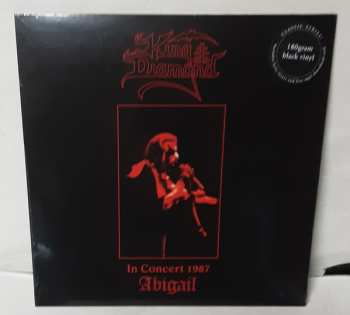 King
Diamond
180gram
black vinyl
In Concert 1987
Abigail